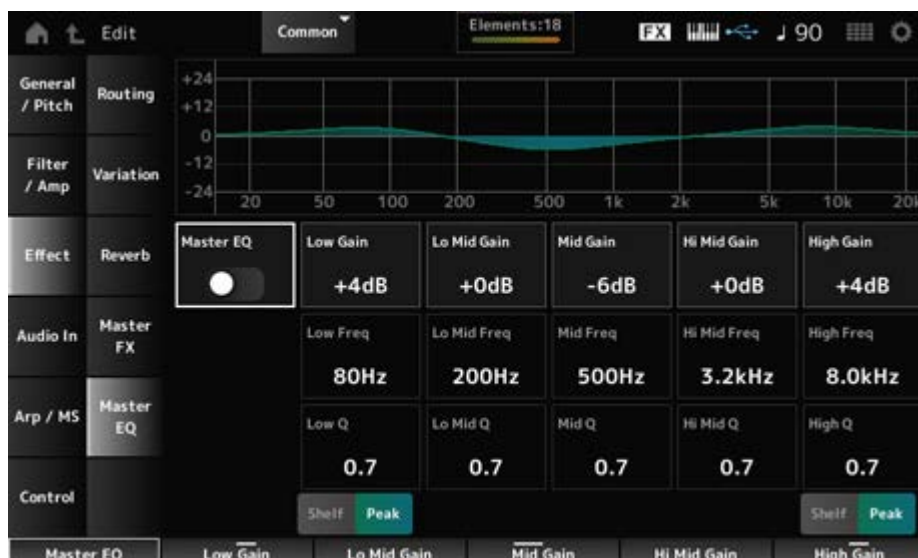 Edit
Common
Elements:18
FX
♩ 90
General / Pitch
Routing
Filter / Amp
Variation
Effect
Reverb
Audio In
Master FX
Arp / MS
Master EQ
Control
+24
+12
0
-12
-24
20 50 100 200 500 1k 2k 5k 10k 20k
Master EQ
Low Gain
+4dB
Lo Mid Gain
+0dB
Mid Gain
-6dB
Hi Mid Gain
+0dB
High Gain
+4dB
Low Freq
80Hz
Lo Mid Freq
200Hz
Mid Freq
500Hz
Hi Mid Freq
3.2kHz
High Freq
8.0kHz
Low Q
0.7
Lo Mid Q
0.7
Mid Q
0.7
Hi Mid Q
0.7
High Q
0.7
Shelf Peak
Shelf Peak
Master EQ
Low Gain
Lo Mid Gain
Mid Gain
Hi Mid Gain
High Gain